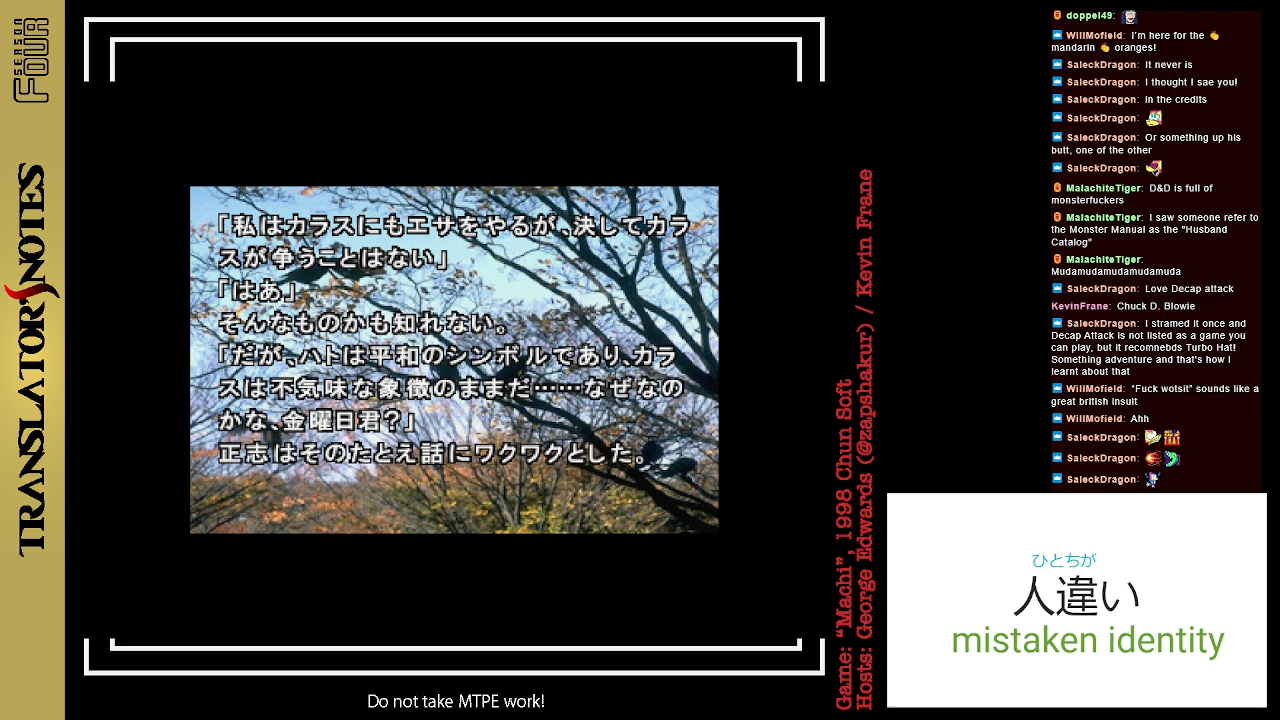 SEASON
FOUR
TRANSLATOR'S NOTES
「私はカラスにもエサをやるが、決してカラ
スが争うことはない」
「はあ」
そんなものかも知れない。
「だが、ハトは平和のシンボルであり、カラ
スは不気味な象徴のままだ……なぜなの
かな、金曜日君？」
正志はそのたとえ話にワクワクとした。
Do not take MTPE work!
Game: "Machi", 1998 Chun Soft
Hosts: George Edwards (@zapshakur) / Kevin Frane
doppel49:
WillMofield: I'm here for the 👏
mandarin 👏 oranges!
SaleckDragon: It never is
SaleckDragon: I thought I sae you!
SaleckDragon: In the credits
SaleckDragon:
SaleckDragon: Or something up his
butt, one of the other
SaleckDragon:
MalachiteTiger: D&D is full of
monsterfuckers
MalachiteTiger: I saw someone refer to
the Monster Manual as the "Husband
Catalog"
MalachiteTiger:
Mudamudamudamudamuda
SaleckDragon: Love Decap attack
KevinFrane: Chuck D. Blowie
SaleckDragon: I stramed it once and
Decap Attack is not listed as a game you
can play, but it recomnebds Turbo Hat!
Something adventure and that's how I
learnt about that
WillMofield: "Fuck wotsit" sounds like a
great british insult
WillMofield: Ahh
SaleckDragon:
SaleckDragon:
SaleckDragon:
ひとちが
人違い
mistaken identity